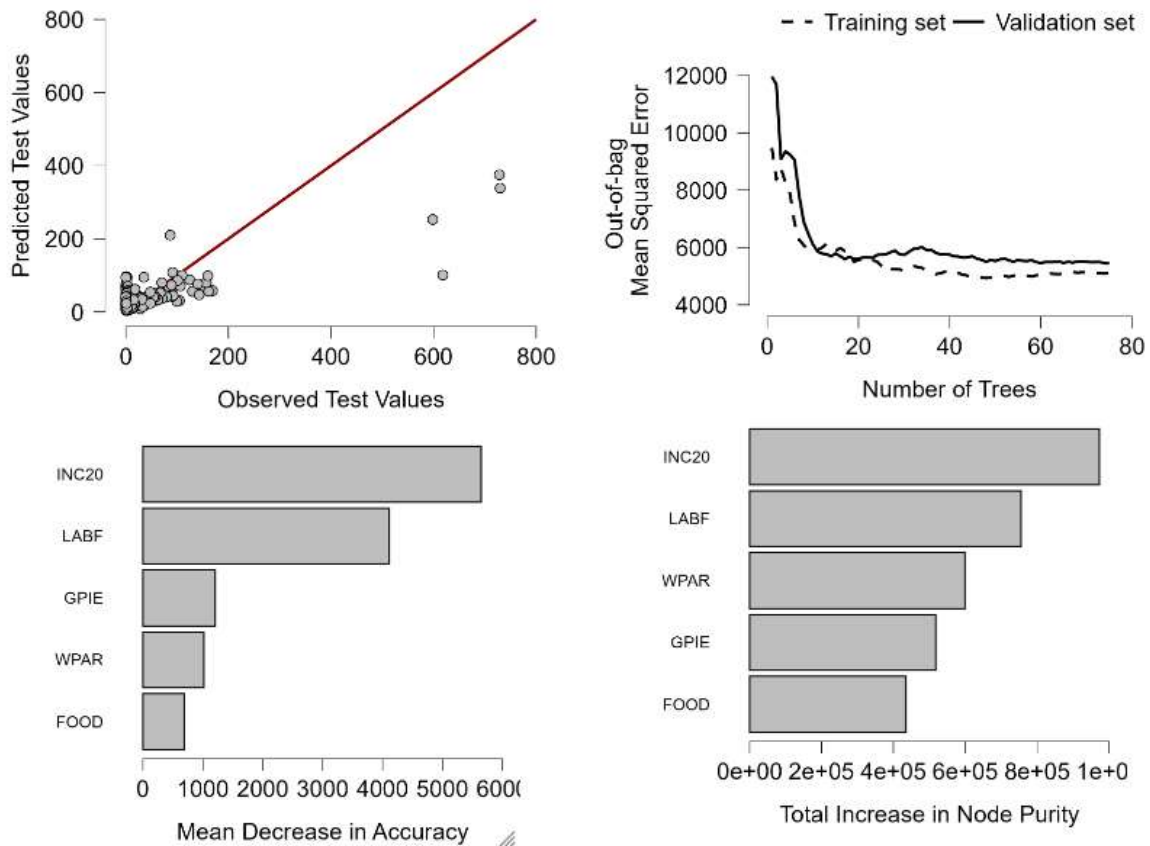 800
600
400
200
0
Predicted Test Values
0 200 400 600 800
Observed Test Values
Training set Validation set
12000
10000
8000
6000
4000
Out-of-bag
Mean Squared Error
0 20 40 60 80
Number of Trees
INC20
LABF
GPIE
WPAR
FOOD
0 1000 2000 3000 4000 5000 600
Mean Decrease in Accuracy
INC20
LABF
WPAR
GPIE
FOOD
0e+00 2e+05 4e+05 6e+05 8e+05 1e+0
Total Increase in Node Purity